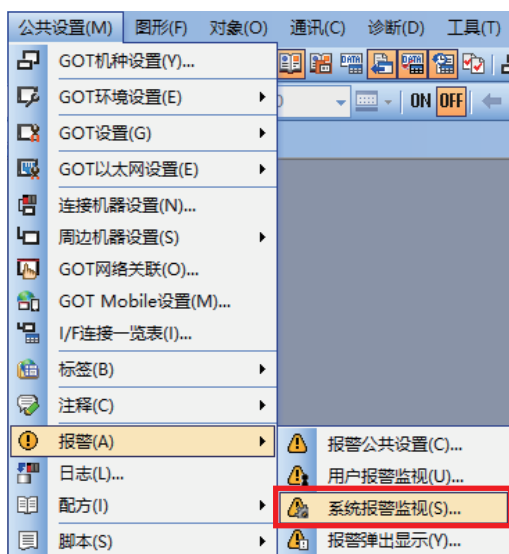 公共设置(M) 图形(F) 对象(O) 通讯(C) 诊断(D) 工具(T)
GOT机种设置(Y)...
GOT环境设置(E)
ON OFF
GOT设置(G)
GOT以太网设置(E)
连接机器设置(N)...
周边机器设置(S)
GOT网络关联(O)...
GOT Mobile设置(M)...
I/F连接一览表(I)...
标签(B)
注释(C)
报警(A)
报警公共设置(C)...
日志(L)...
用户报警监视(U)...
配方(I)
系统报警监视(S)...
脚本(S)
报警弹出显示(Y)...